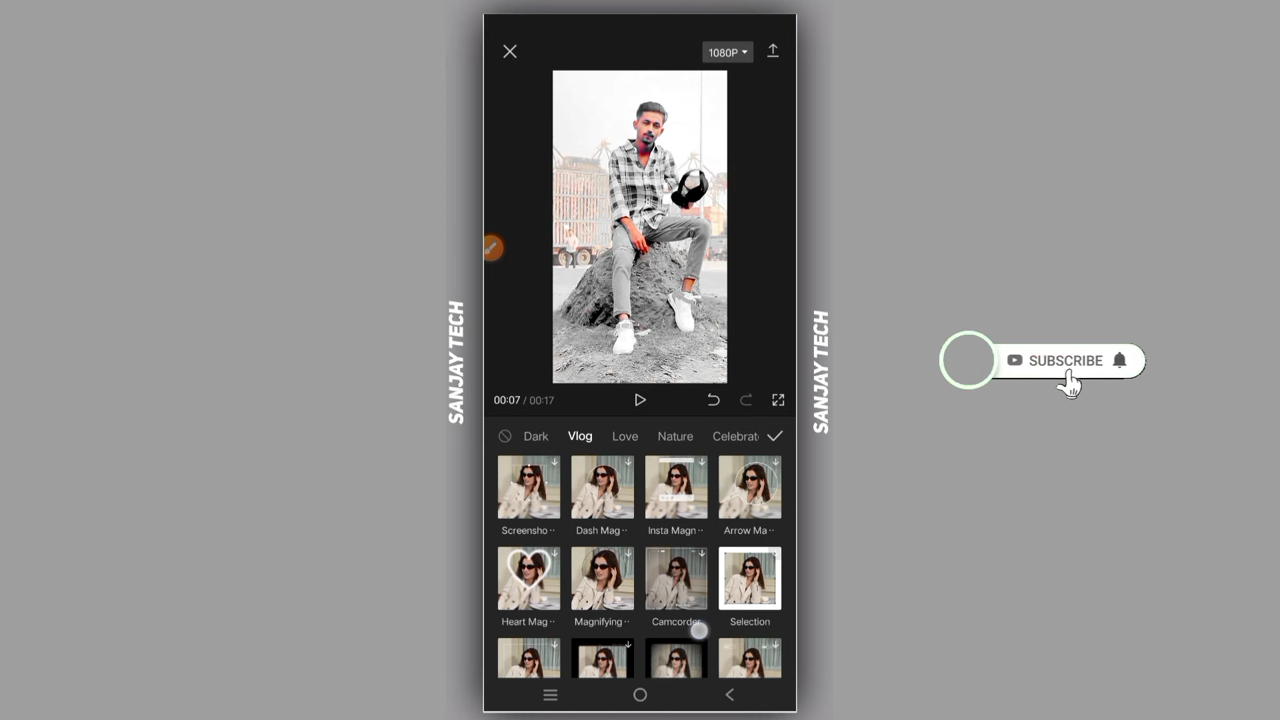 1080P
00:07 / 00:17
Dark Vlog Love Nature Celebrat
Screensho ·· Dash Mag ·· Insta Magn ·· Arrow Ma ··
Heart Mag ·· Magnifying ·· Camcorder Selection
SANJAY TECH
SANJAY TECH
SUBSCRIBE